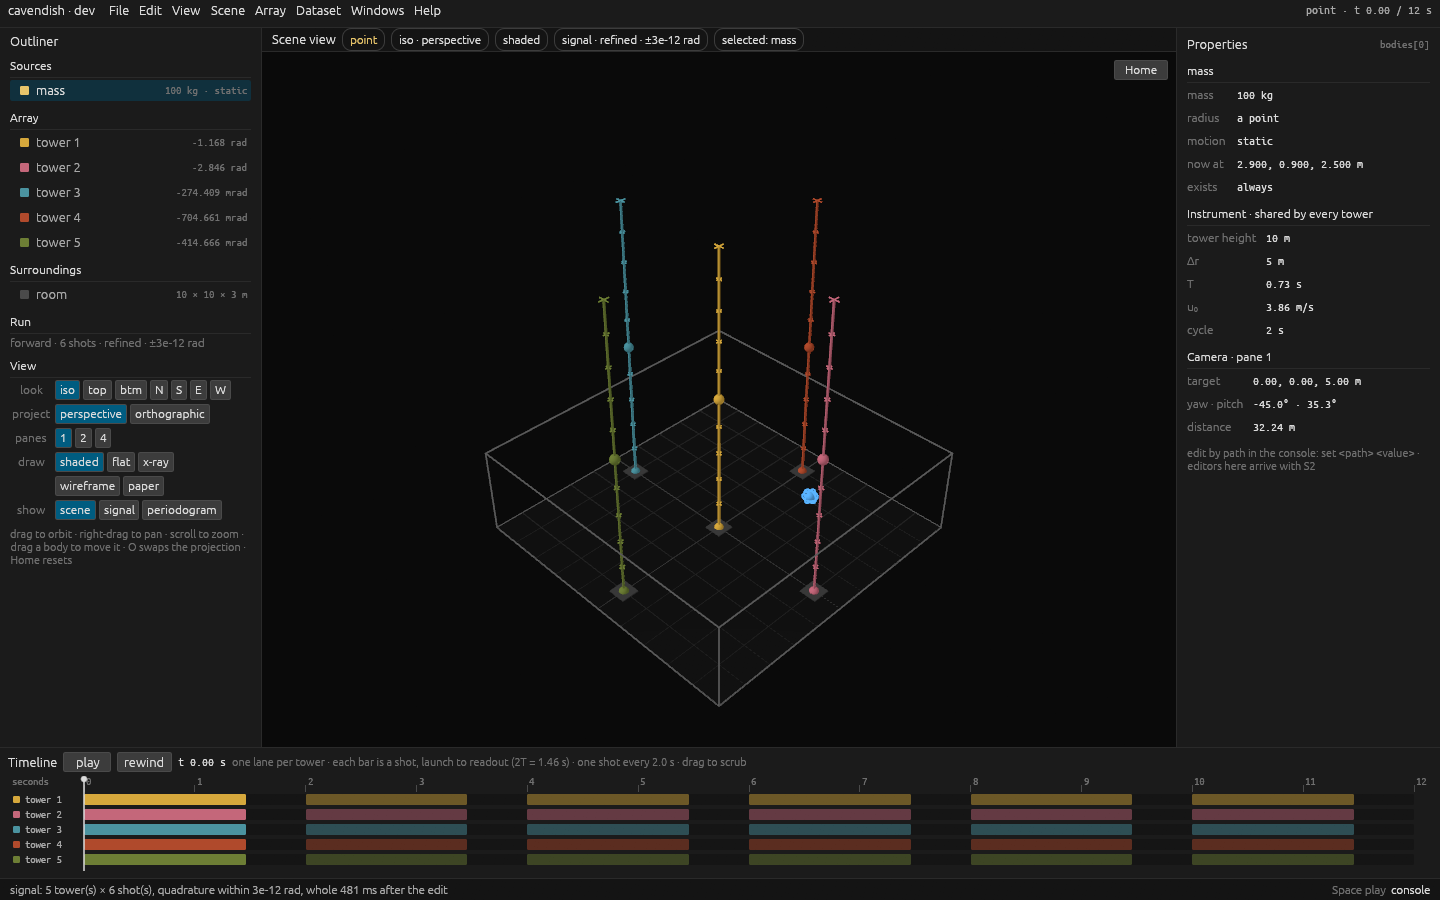 cavendish · dev File Edit View Scene Array Dataset Windows Help
point · t 0.00 / 12 s
Outliner
Sources
mass 100 kg · static
Array
tower 1 -1.168 rad
tower 2 -2.846 rad
tower 3 -274.409 mrad
tower 4 -704.661 mrad
tower 5 -414.666 mrad
Surroundings
room 10 × 10 × 3 m
Run
forward · 6 shots · refined · ±3e-12 rad
View
look iso top btm N S E W
project perspective orthographic
panes 1 2 4
draw shaded flat x-ray
wireframe paper
show scene signal periodogram
drag to orbit · right-drag to pan · scroll to zoom ·
drag a body to move it · O swaps the projection ·
Home resets
Scene view point iso · perspective shaded signal · refined · ±3e-12 rad selected: mass
Home
Properties bodies[0]
mass
mass 100 kg
radius a point
motion static
now at 2.900, 0.900, 2.500 m
exists always
Instrument · shared by every tower
tower height 10 m
Δr 5 m
T 0.73 s
u₀ 3.86 m/s
cycle 2 s
Camera · pane 1
target 0.00, 0.00, 5.00 m
yaw · pitch -45.0° · 35.3°
distance 32.24 m
edit by path in the console: set <path> <value> ·
editors here arrive with S2
Timeline play rewind t 0.00 s one lane per tower · each bar is a shot, launch to readout (2T = 1.46 s) · one shot every 2.0 s · drag to scrub
seconds 0 1 2 3 4 5 6 7 8 9 10 11 12
tower 1
tower 2
tower 3
tower 4
tower 5
signal: 5 tower(s) × 6 shot(s), quadrature within 3e-12 rad, whole 481 ms after the edit
Space play console